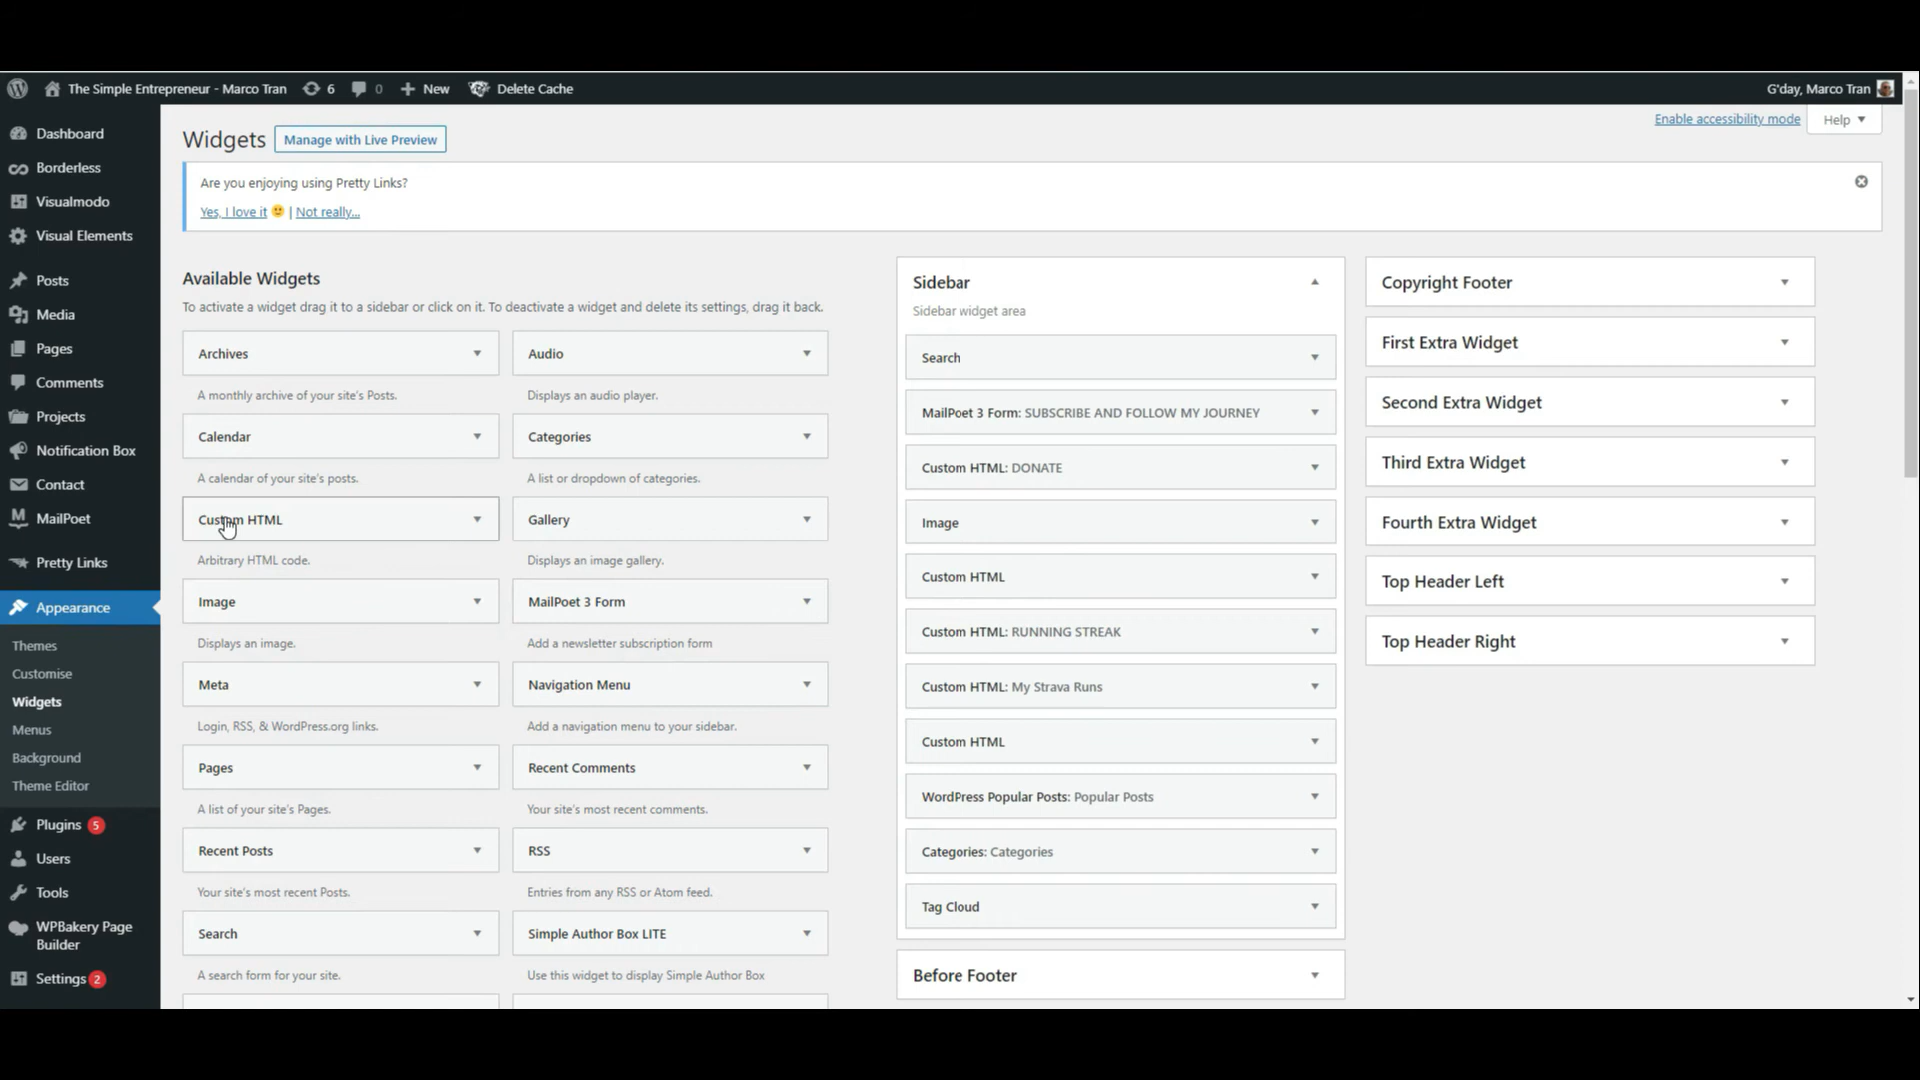 The Simple Entrepreneur - Marco Tran 6 0 New Delete Cache G'day, Marco Tran
Dashboard
Borderless
Visualmodo
Visual Elements
Posts
Media
Pages
Comments
Projects
Notification Box
Contact
MailPoet
Pretty Links
Appearance
Themes
Customise
Widgets
Menus
Background
Theme Editor
Plugins 5
Users
Tools
WPBakery Page
Builder
Settings 2
Widgets Manage with Live Preview
Enable accessibility mode Help
Are you enjoying using Pretty Links?
Yes, I love it 🙂 | Not really...
Available Widgets
To activate a widget drag it to a sidebar or click on it. To deactivate a widget and delete its settings, drag it back.
Archives Audio
A monthly archive of your site's Posts. Displays an audio player.
Calendar Categories
A calendar of your site's posts. A list or dropdown of categories.
Custom HTML Gallery
Arbitrary HTML code. Displays an image gallery.
Image MailPoet 3 Form
Displays an image. Add a newsletter subscription form
Meta Navigation Menu
Login, RSS, & WordPress.org links. Add a navigation menu to your sidebar.
Pages Recent Comments
A list of your site's Pages. Your site's most recent comments.
Recent Posts RSS
Your site's most recent Posts. Entries from any RSS or Atom feed.
Search Simple Author Box LITE
A search form for your site. Use this widget to display Simple Author Box
Sidebar
Sidebar widget area
Search
MailPoet 3 Form: SUBSCRIBE AND FOLLOW MY JOURNEY
Custom HTML: DONATE
Image
Custom HTML
Custom HTML: RUNNING STREAK
Custom HTML: My Strava Runs
Custom HTML
WordPress Popular Posts: Popular Posts
Categories: Categories
Tag Cloud
Before Footer
Copyright Footer
First Extra Widget
Second Extra Widget
Third Extra Widget
Fourth Extra Widget
Top Header Left
Top Header Right